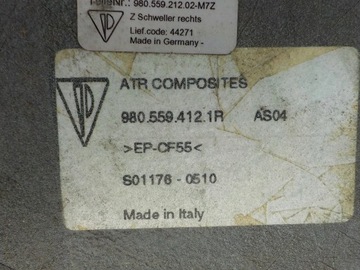 980.559.212.02-M7Z
Z Schweller rechts
Lief.code: 44271
Made in Germany -
ATR COMPOSITES
980.559.412.1R AS04
>EP-CF55<
S01176 - 0510
Made in Italy